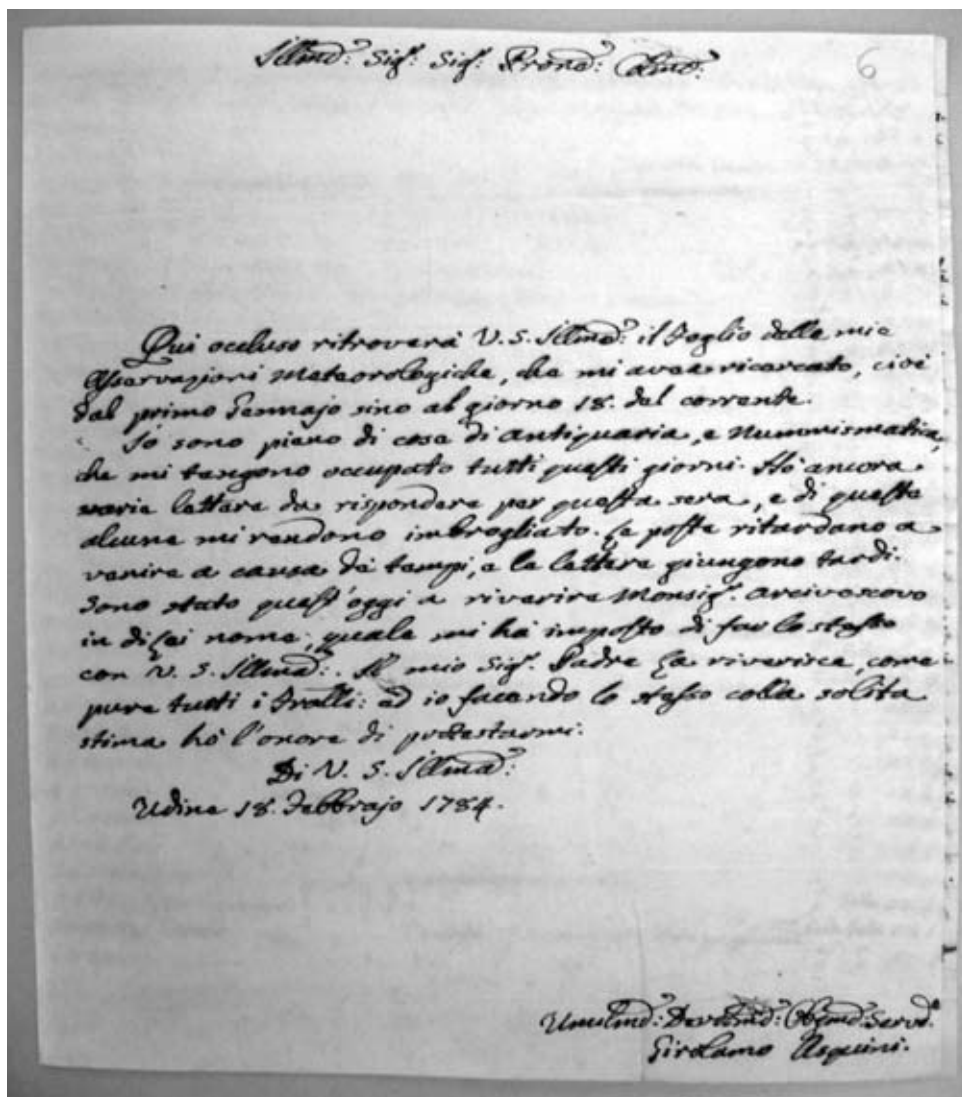 Illmo: Sigr: Sigr: Prone: Colmo:
6
Qui occluso ritroverà V. S. Illma: il Foglio delle mie
Osservazioni Meteorologiche, che mi avea ricercato, cioè
dal primo Gennajo sino al giorno 18. del corrente.
Io sono pieno di cose di antiquaria, e Nummismatica,
che mi tengono occupato tutti questi giorni. Hò ancora
varie lettere da rispondere per questa sera, e di queste
alcune mi rendono imbrogliato. Le poste ritardano a
venire a causa de tempi, e le lettere giungono tardi.
Sono stato quest'oggi a riverire Monsigr. Arcivescovo
in di Lei nome, quale mi hà imposto di far lo stesso
con V. S. Illma:. Il mio Sigr. Padre La riverisce, come
pure tutti i Fratelli: ed io facendo lo stesso colla solita
stima hò l'onore di protestarmi.
Di V. S. Illma:
Udine 18. Febbrajo 1784.
Umilmo: Devotmo: Obgmo: Servre
Girolamo Asquini.